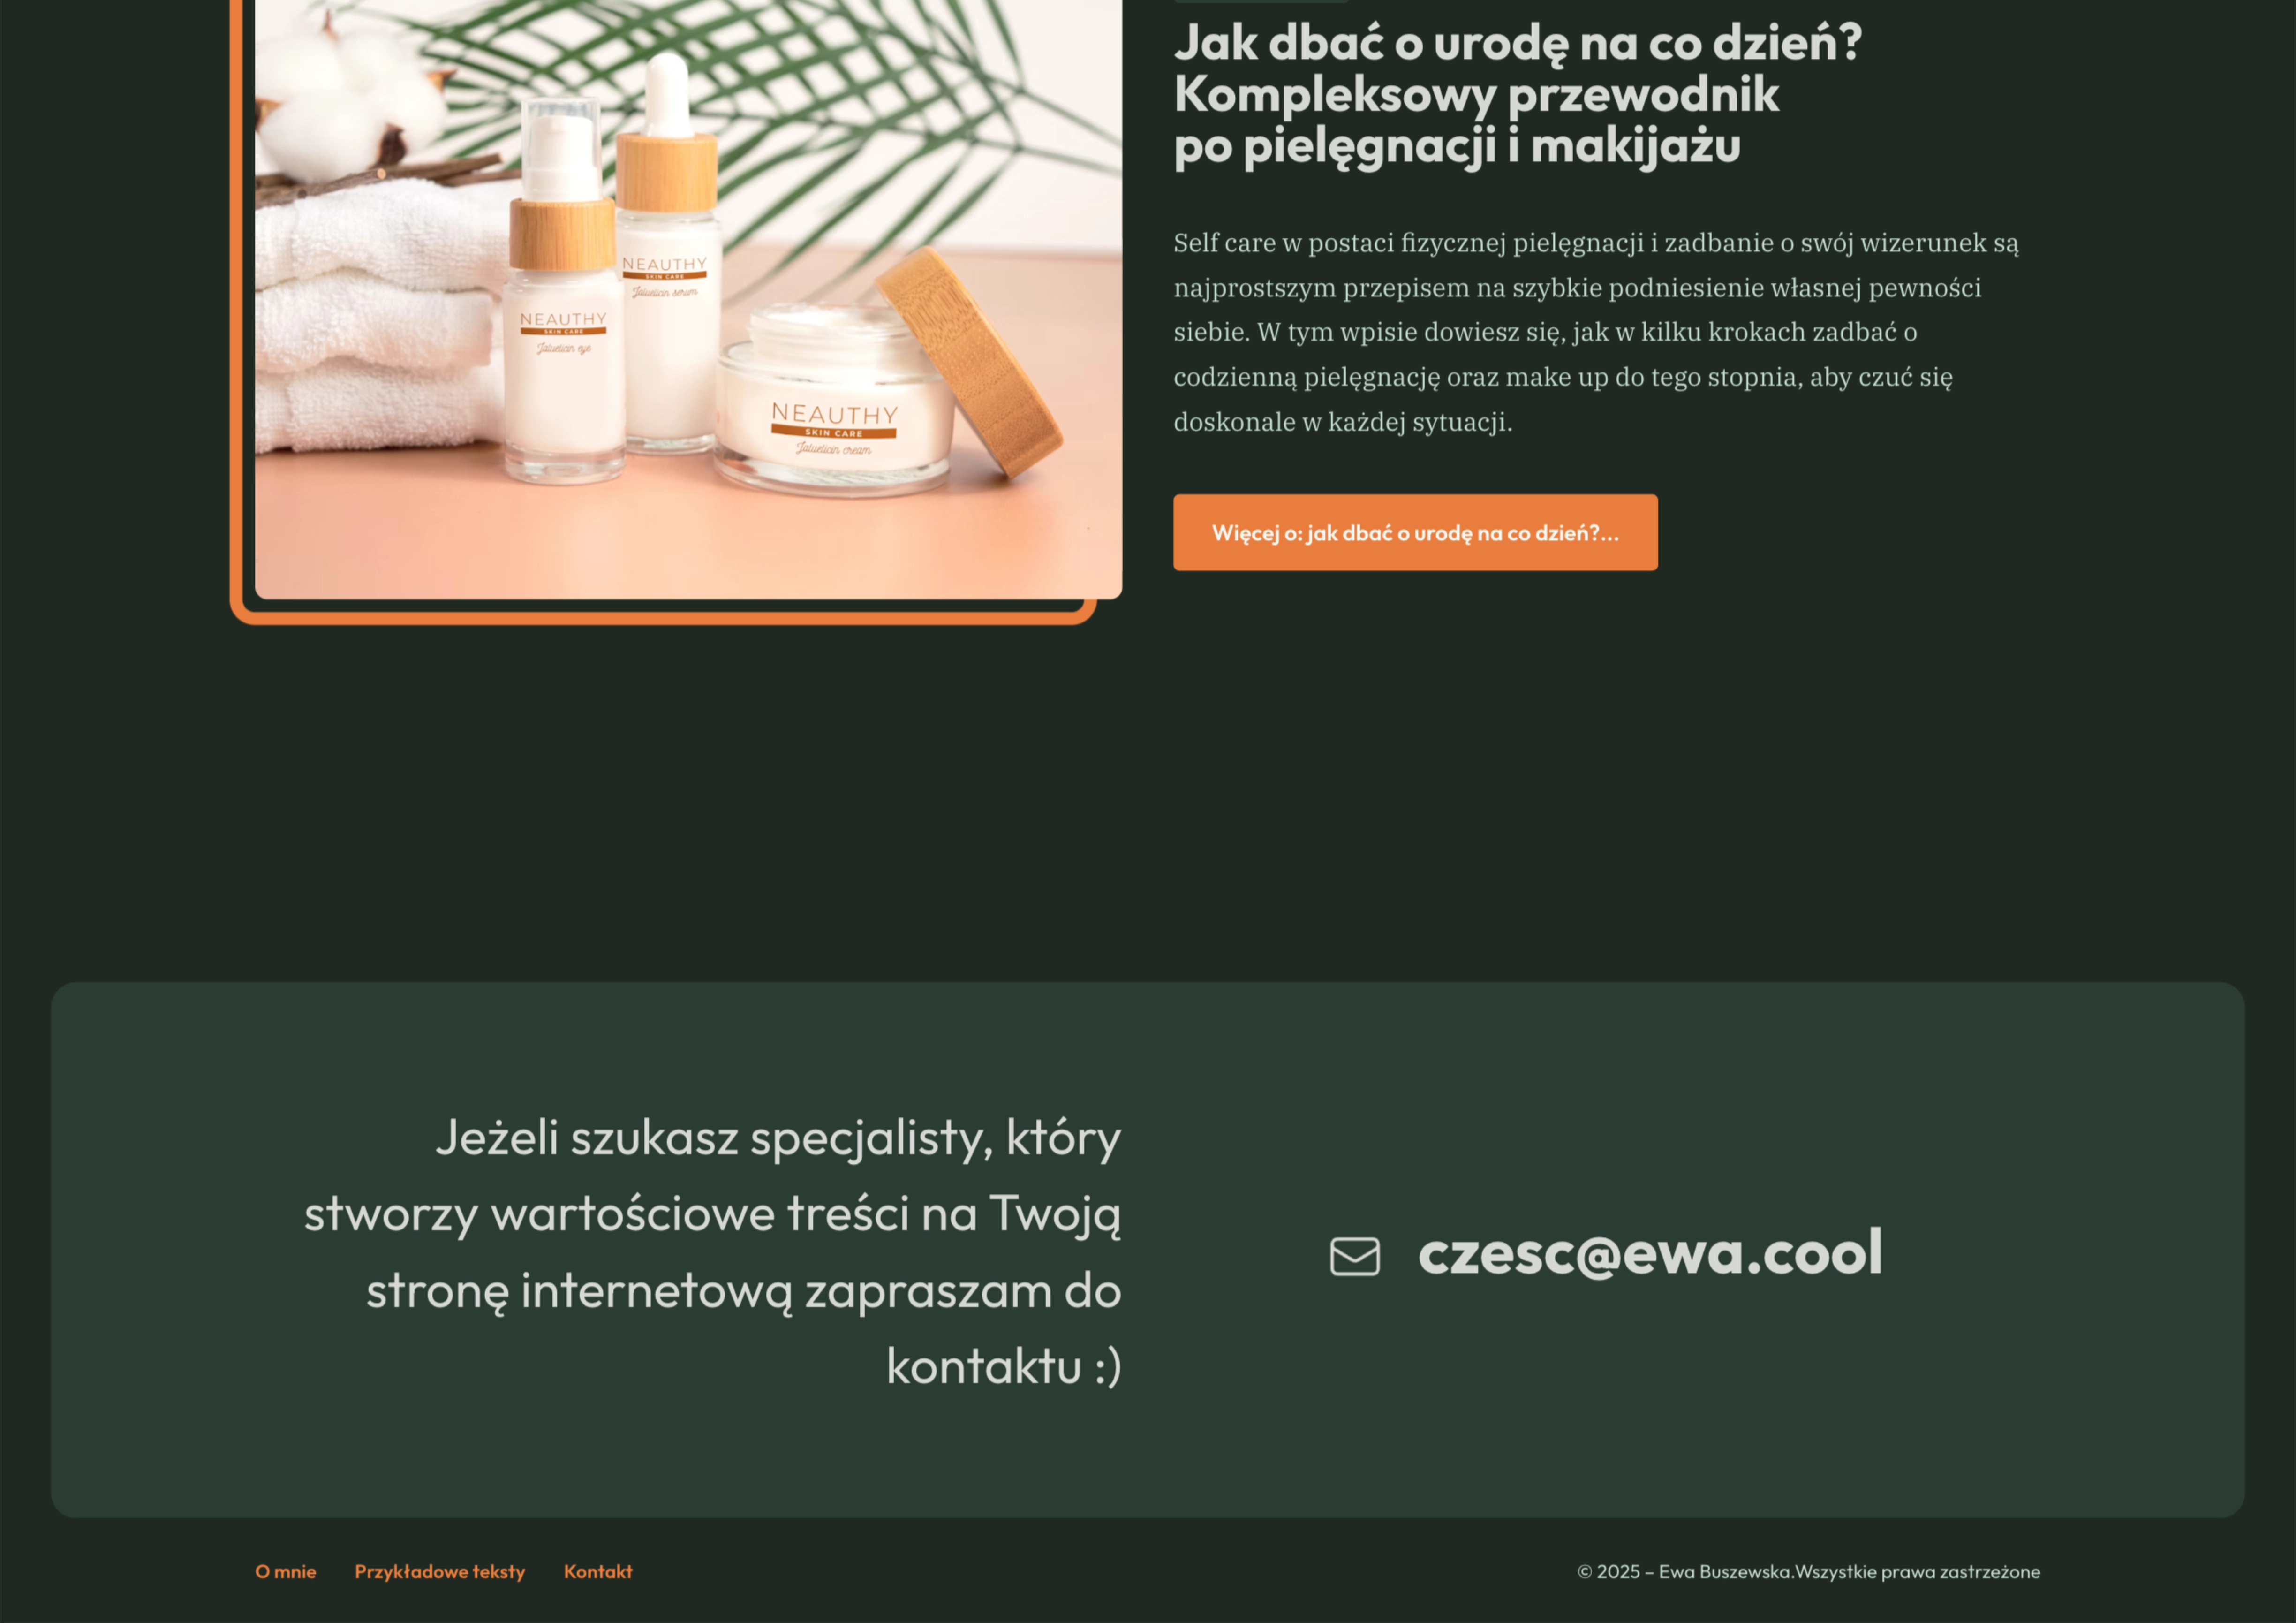 Jak dbać o urodę na co dzień?
Kompleksowy przewodnik
po pielęgnacji i makijażu
Self care w postaci fizycznej pielęgnacji i zadbanie o swój wizerunek są
najprostszym przepisem na szybkie podniesienie własnej pewności
siebie. W tym wpisie dowiesz się, jak w kilku krokach zadbać o
codzienną pielęgnację oraz make up do tego stopnia, aby czuć się
doskonale w każdej sytuacji.
Więcej o: jak dbać o urodę na co dzień?...
NEAUTHY
SKIN CARE
Jalueticin eye
NEAUTHY
SKIN CARE
Jalueticin serum
NEAUTHY
SKIN CARE
Jalueticin cream
Jeżeli szukasz specjalisty, który
stworzy wartościowe treści na Twoją
stronę internetową zapraszam do
kontaktu :)
czesc@ewa.cool
O mnie
Przykładowe teksty
Kontakt
© 2025 – Ewa Buszewska.Wszystkie prawa zastrzeżone